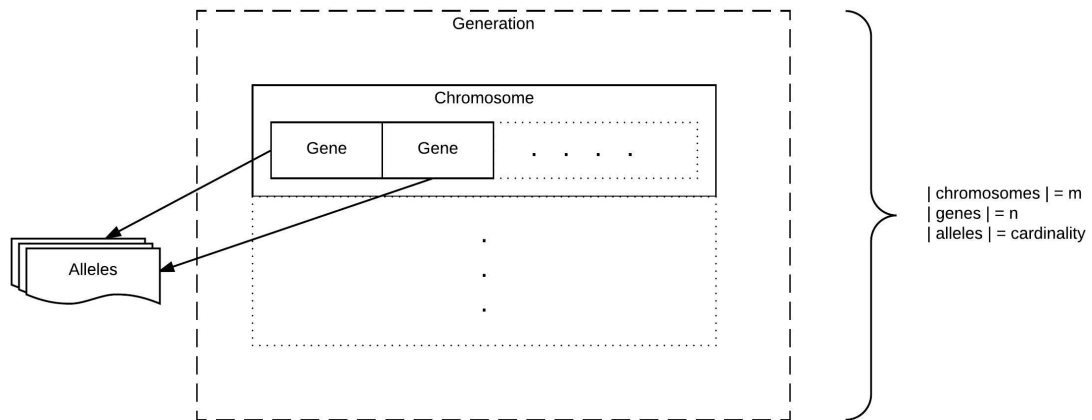 Generation
Chromosome
Gene
Gene
. . . .
Alleles
.
.
.
| chromosomes | = m
| genes | = n
| alleles | = cardinality